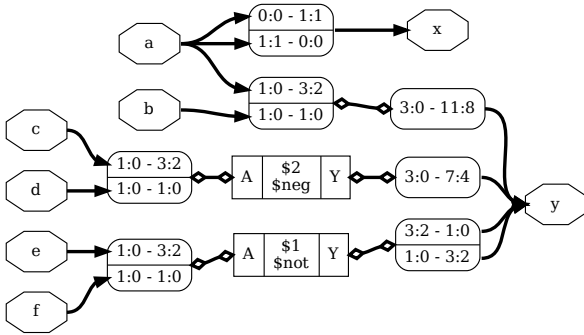 0:0 - 1:1
1:1 - 0:0
x
a
1:0 - 3:2
1:0 - 1:0
b
3:0 - 11:8
c
1:0 - 3:2
1:0 - 1:0
d
A
$2
$neg
Y
3:0 - 7:4
y
e
1:0 - 3:2
1:0 - 1:0
f
A
$1
$not
Y
3:2 - 1:0
1:0 - 3:2